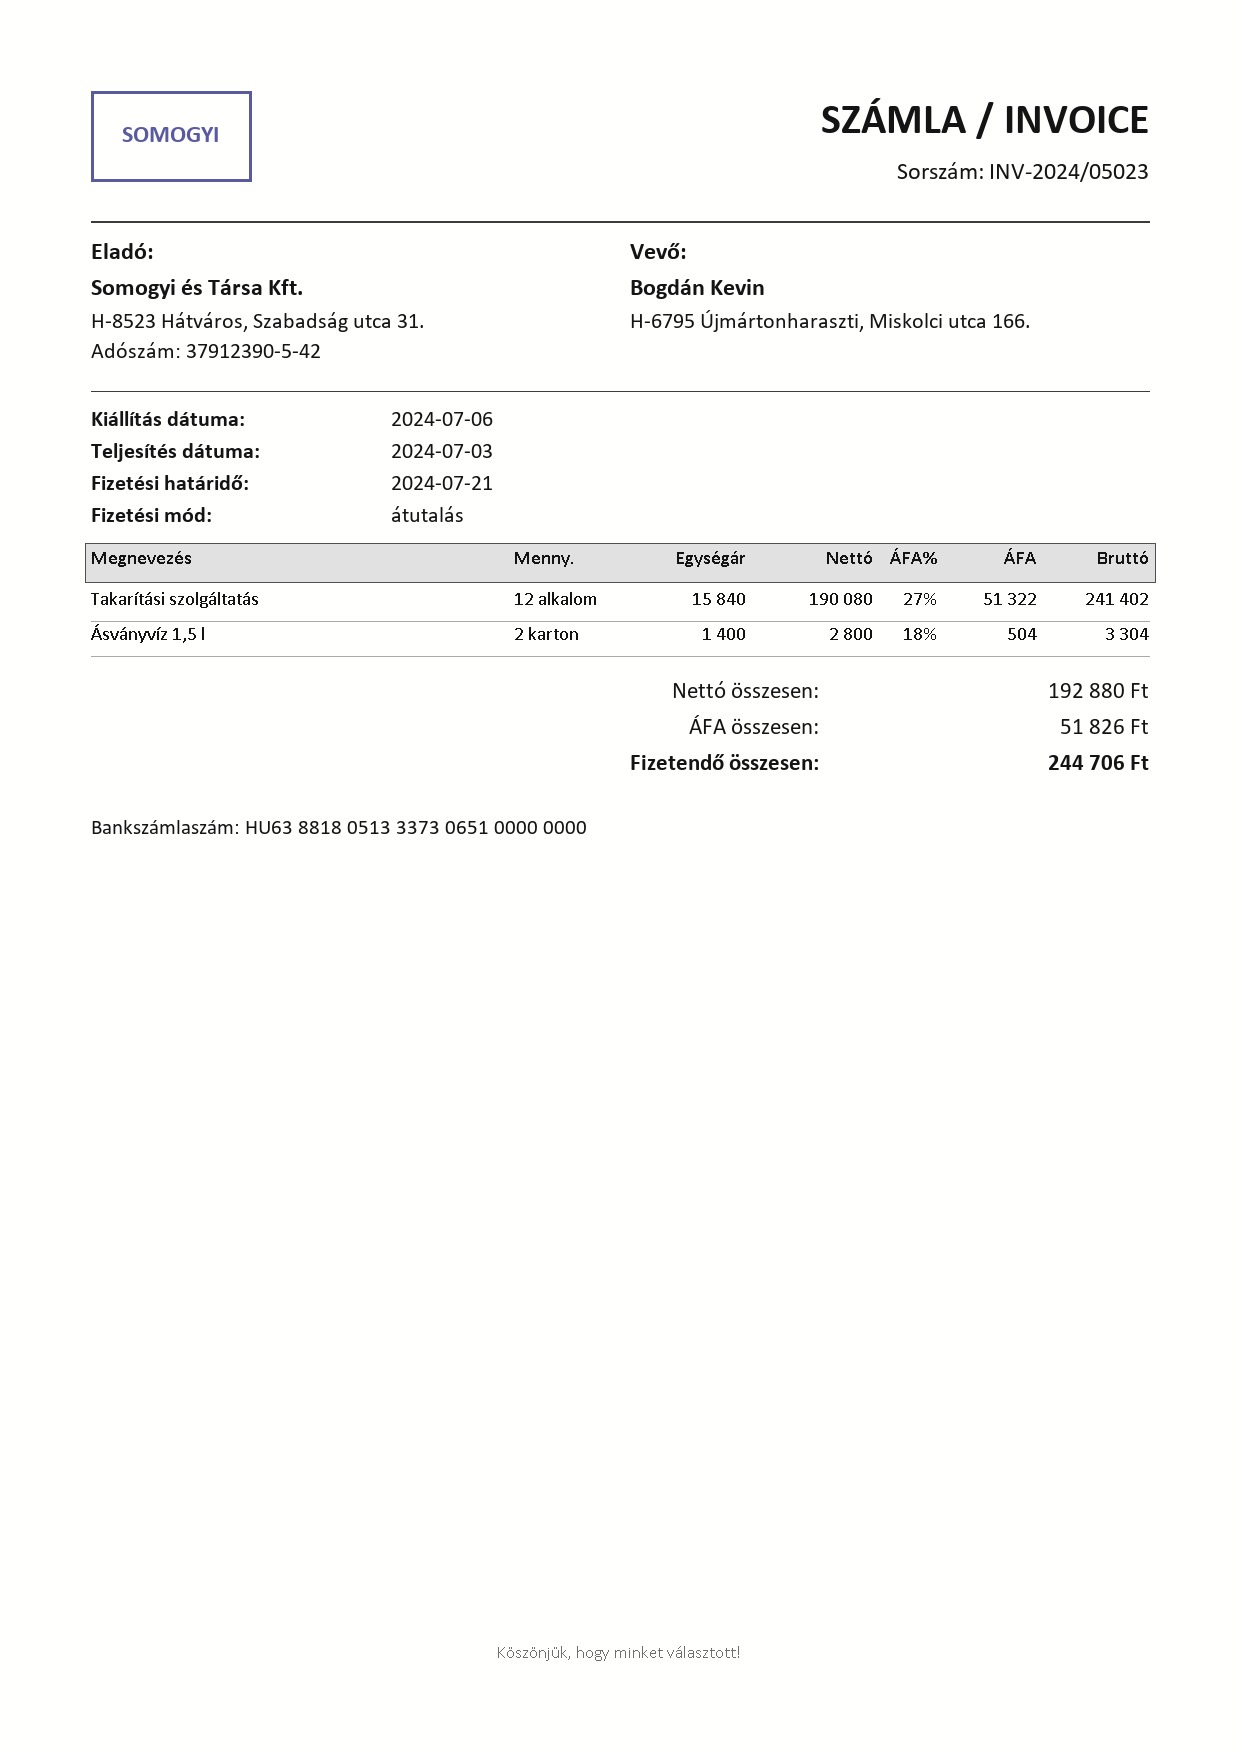 SOMOGYI
SZÁMLA / INVOICE
Sorszám: INV-2024/05023
Eladó:
Somogyi és Társa Kft.
H-8523 Hátváros, Szabadság utca 31.
Adószám: 37912390-5-42
Vevő:
Bogdán Kevin
H-6795 Újmártonharaszti, Miskolci utca 166.
Kiállítás dátuma: 2024-07-06
Teljesítés dátuma: 2024-07-03
Fizetési határidő: 2024-07-21
Fizetési mód: átutalás
Megnevezés Menny. Egységár Nettó ÁFA% ÁFA Bruttó
Takarítási szolgáltatás 12 alkalom 15 840 190 080 27% 51 322 241 402
Ásványvíz 1,5 l 2 karton 1 400 2 800 18% 504 3 304
Nettó összesen: 192 880 Ft
ÁFA összesen: 51 826 Ft
Fizetendő összesen: 244 706 Ft
Bankszámlaszám: HU63 8818 0513 3373 0651 0000 0000
Köszönjük, hogy minket választott!